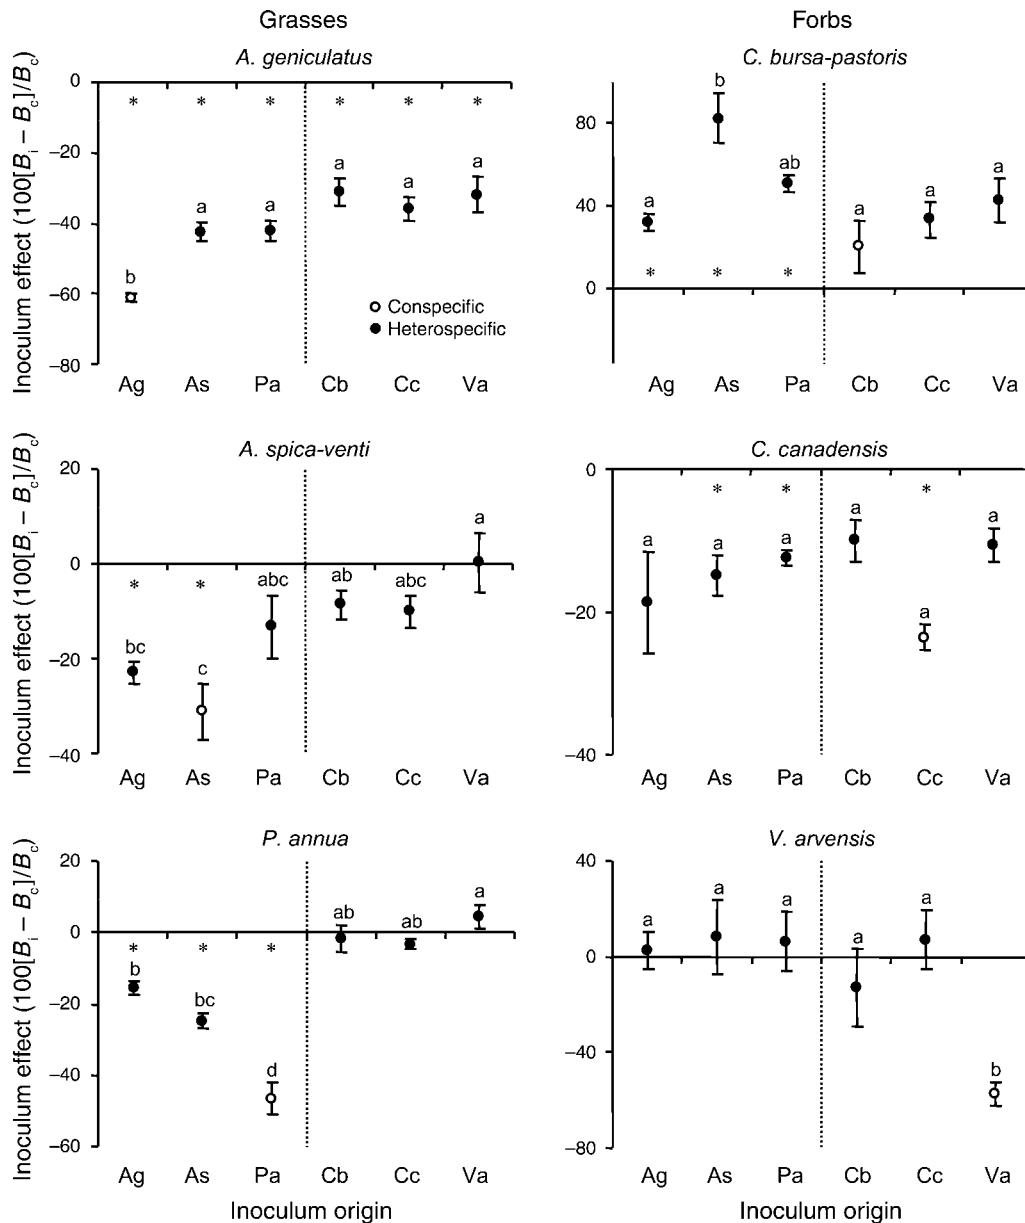 Grasses
Forbs
A. geniculatus
C. bursa-pastoris
Inoculum effect (100[Bi − Bc]/Bc)
0
−20
−40
−60
−80
* * * * * *
b a a a a a
Conspecific
Heterospecific
Ag As Pa Cb Cc Va
80
40
0
a b ab a a a
* * *
Ag As Pa Cb Cc Va
A. spica-venti
C. canadensis
Inoculum effect (100[Bi − Bc]/Bc)
20
0
−20
−40
* *
bc c abc ab abc a
Ag As Pa Cb Cc Va
0
−20
−40
* * *
a a a a a a
Ag As Pa Cb Cc Va
P. annua
V. arvensis
Inoculum effect (100[Bi − Bc]/Bc)
20
0
−20
−40
−60
* * *
b bc d ab ab a
Ag As Pa Cb Cc Va
Inoculum origin
40
0
−40
−80
a a a a a b
Ag As Pa Cb Cc Va
Inoculum origin